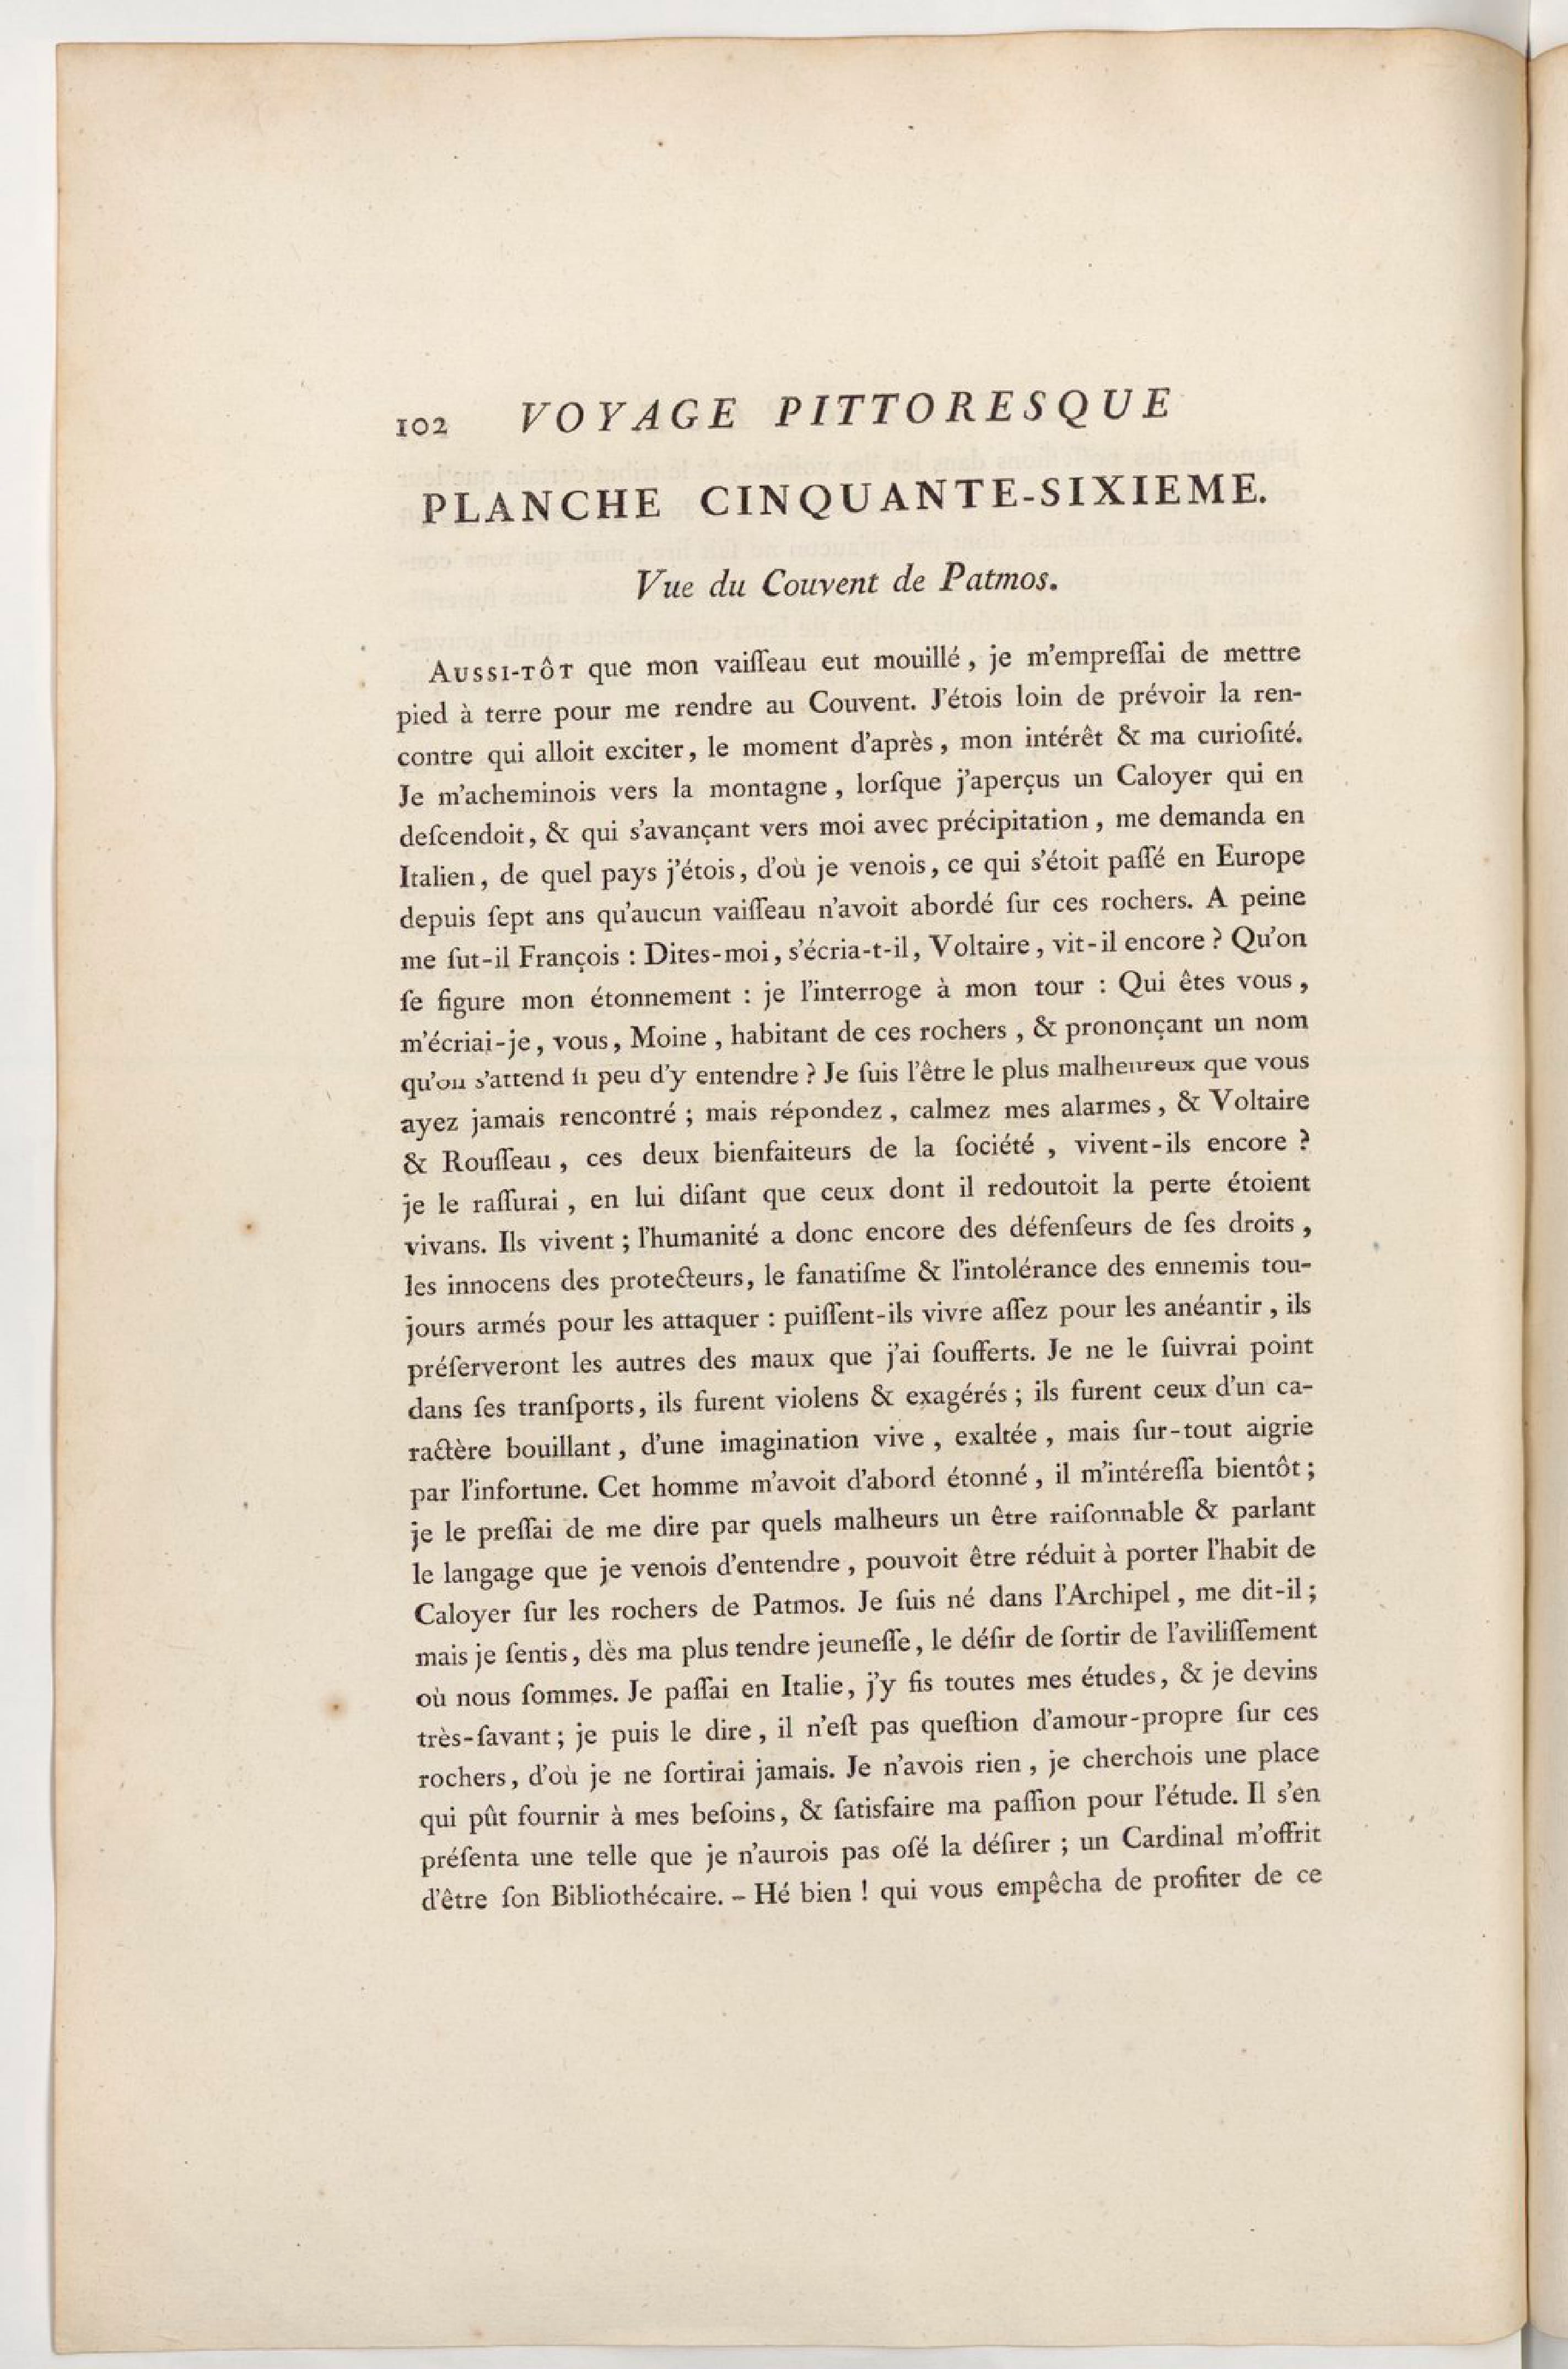 102 VOYAGE PITTORESQUE
PLANCHE CINQUANTE-SIXIEME.
Vue du Couvent de Patmos.
AUSSI-TÔT que mon vaiſſeau eut mouillé, je m'empreſſai de mettre
pied à terre pour me rendre au Couvent. J'étois loin de prévoir la ren-
contre qui alloit exciter, le moment d'après, mon intérêt & ma curioſité.
Je m'acheminois vers la montagne, lorſque j'aperçus un Caloyer qui en
deſcendoit, & qui s'avançant vers moi avec précipitation, me demanda en
Italien, de quel pays j'étois, d'où je venois, ce qui s'étoit paſſé en Europe
depuis ſept ans qu'aucun vaiſſeau n'avoit abordé ſur ces rochers. A peine
me ſut-il François : Dites-moi, s'écria-t-il, Voltaire, vit-il encore ? Qu'on
ſe figure mon étonnement : je l'interroge à mon tour : Qui êtes vous,
m'écriai-je, vous, Moine, habitant de ces rochers, & prononçant un nom
qu'on s'attend ſi peu d'y entendre ? Je ſuis l'être le plus malheureux que vous
ayez jamais rencontré ; mais répondez, calmez mes alarmes, & Voltaire
& Rouſſeau, ces deux bienfaiteurs de la ſociété, vivent-ils encore ?
je le raſſurai, en lui diſant que ceux dont il redoutoit la perte étoient
vivans. Ils vivent ; l'humanité a donc encore des défenſeurs de ſes droits,
les innocens des protecteurs, le fanatiſme & l'intolérance des ennemis tou-
jours armés pour les attaquer : puiſſent-ils vivre aſſez pour les anéantir, ils
préſerveront les autres des maux que j'ai ſoufferts. Je ne le ſuivrai point
dans ſes tranſports, ils furent violens & exagérés ; ils furent ceux d'un ca-
ractère bouillant, d'une imagination vive, exaltée, mais ſur-tout aigrie
par l'infortune. Cet homme m'avoit d'abord étonné, il m'intéreſſa bientôt ;
je le preſſai de me dire par quels malheurs un être raiſonnable & parlant
le langage que je venois d'entendre, pouvoit être réduit à porter l'habit de
Caloyer ſur les rochers de Patmos. Je ſuis né dans l'Archipel, me dit-il ;
mais je ſentis, dès ma plus tendre jeuneſſe, le déſir de ſortir de l'aviliſſement
où nous ſommes. Je paſſai en Italie, j'y fis toutes mes études, & je devins
très-ſavant ; je puis le dire, il n'eſt pas queſtion d'amour-propre ſur ces
rochers, d'où je ne ſortirai jamais. Je n'avois rien, je cherchois une place
qui pût fournir à mes beſoins, & ſatisfaire ma paſſion pour l'étude. Il s'en
préſenta une telle que je n'aurois pas oſé la déſirer ; un Cardinal m'offrit
d'être ſon Bibliothécaire. – Hé bien ! qui vous empêcha de profiter de ce